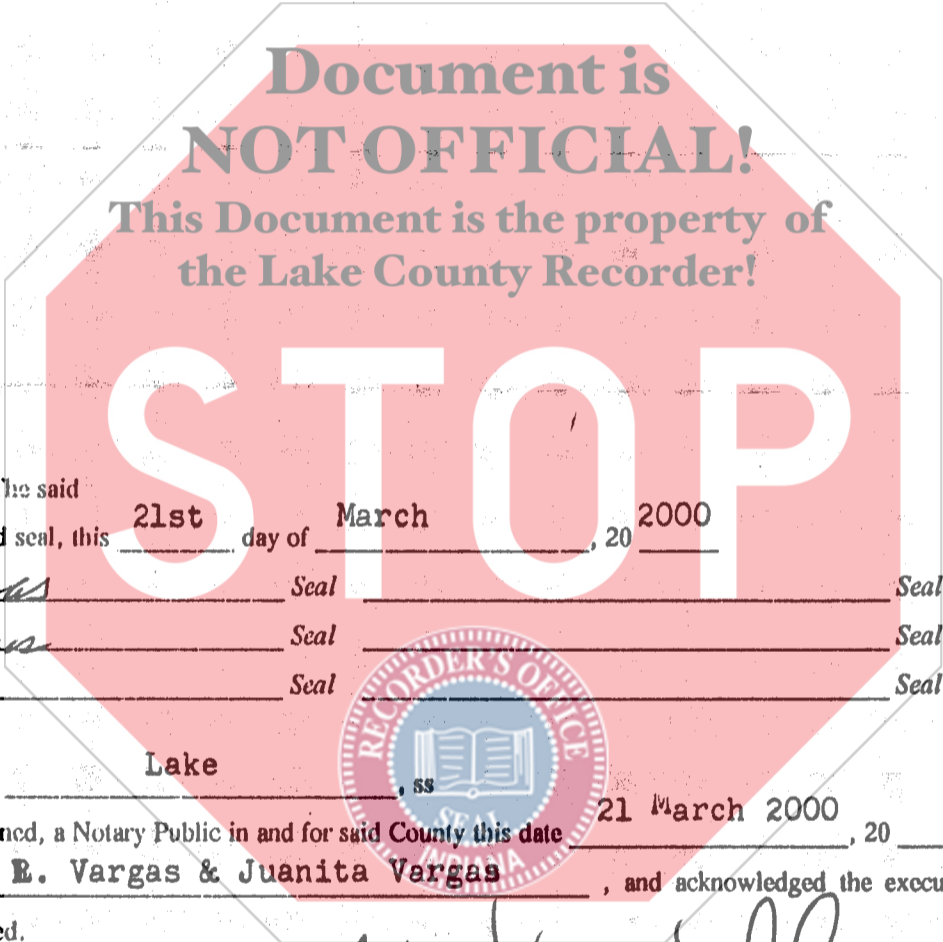 Document is
NOT OFFICIAL!
This Document is the property of
the Lake County Recorder!
STOP
he said
seal, this 21st day of March , 20 2000
Seal Seal
Seal Seal
Seal Seal
RECORDER'S OFFICE
SEAL
INDIANA
Lake , ss
ned, a Notary Public in and for said County this date 21 March 2000 , 20
R. Vargas & Juanita Vargas , and acknowledged the execu
ed.